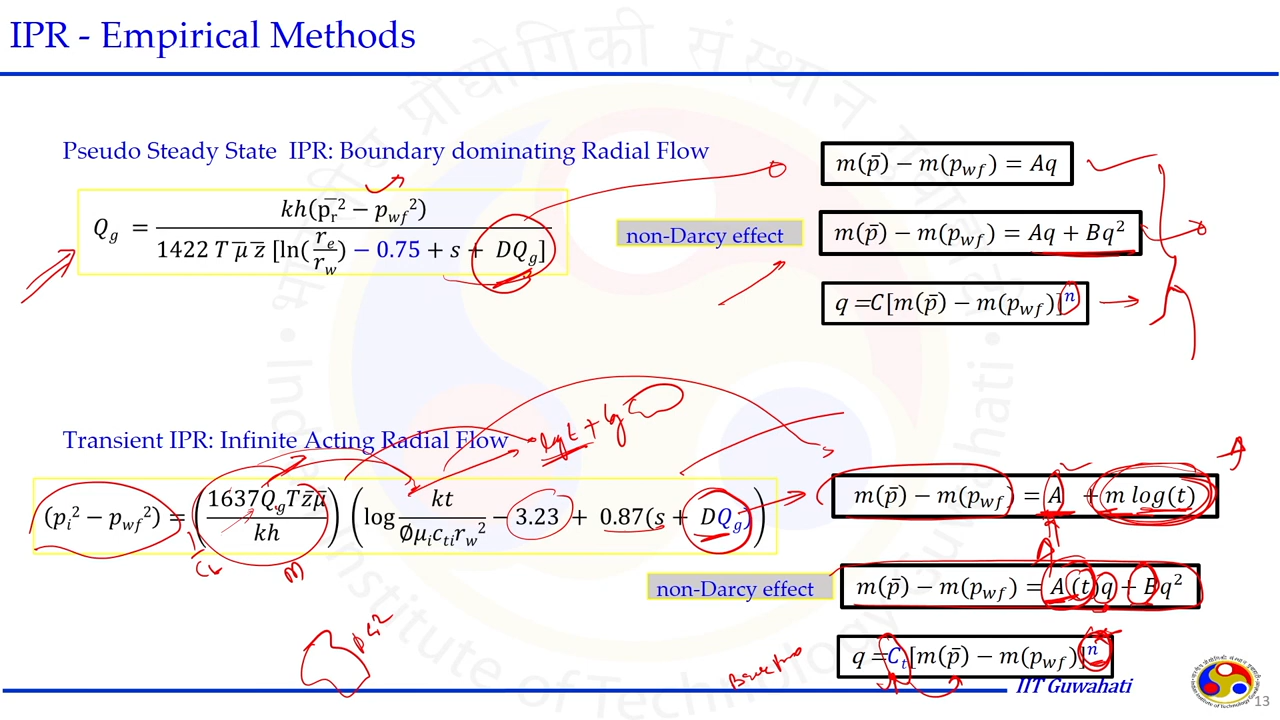 IPR - Empirical Methods
Pseudo Steady State IPR: Boundary dominating Radial Flow
Q_g = kh(p̅_r² − p_wf²) / 1422 T μ̅ z̅ [ln(r_e/r_w) − 0.75 + s + DQ_g]
m(p̅) − m(p_wf) = Aq
non-Darcy effect
m(p̅) − m(p_wf) = Aq + Bq²
q = C[m(p̅) − m(p_wf)]ⁿ
Transient IPR: Infinite Acting Radial Flow
log t + log
(p_i² − p_wf²) = (1637Q_g T z̅ μ̅ / kh) (log kt / ∅μ_i c_ti r_w² − 3.23 + 0.87(s + DQ_g))
m(p̅) − m(p_wf) = A + m log(t)
A
m
A
non-Darcy effect
m(p̅) − m(p_wf) = A(t)q + Bq²
q = C_t[m(p̅) − m(p_wf)]ⁿ
IIT Guwahati
13